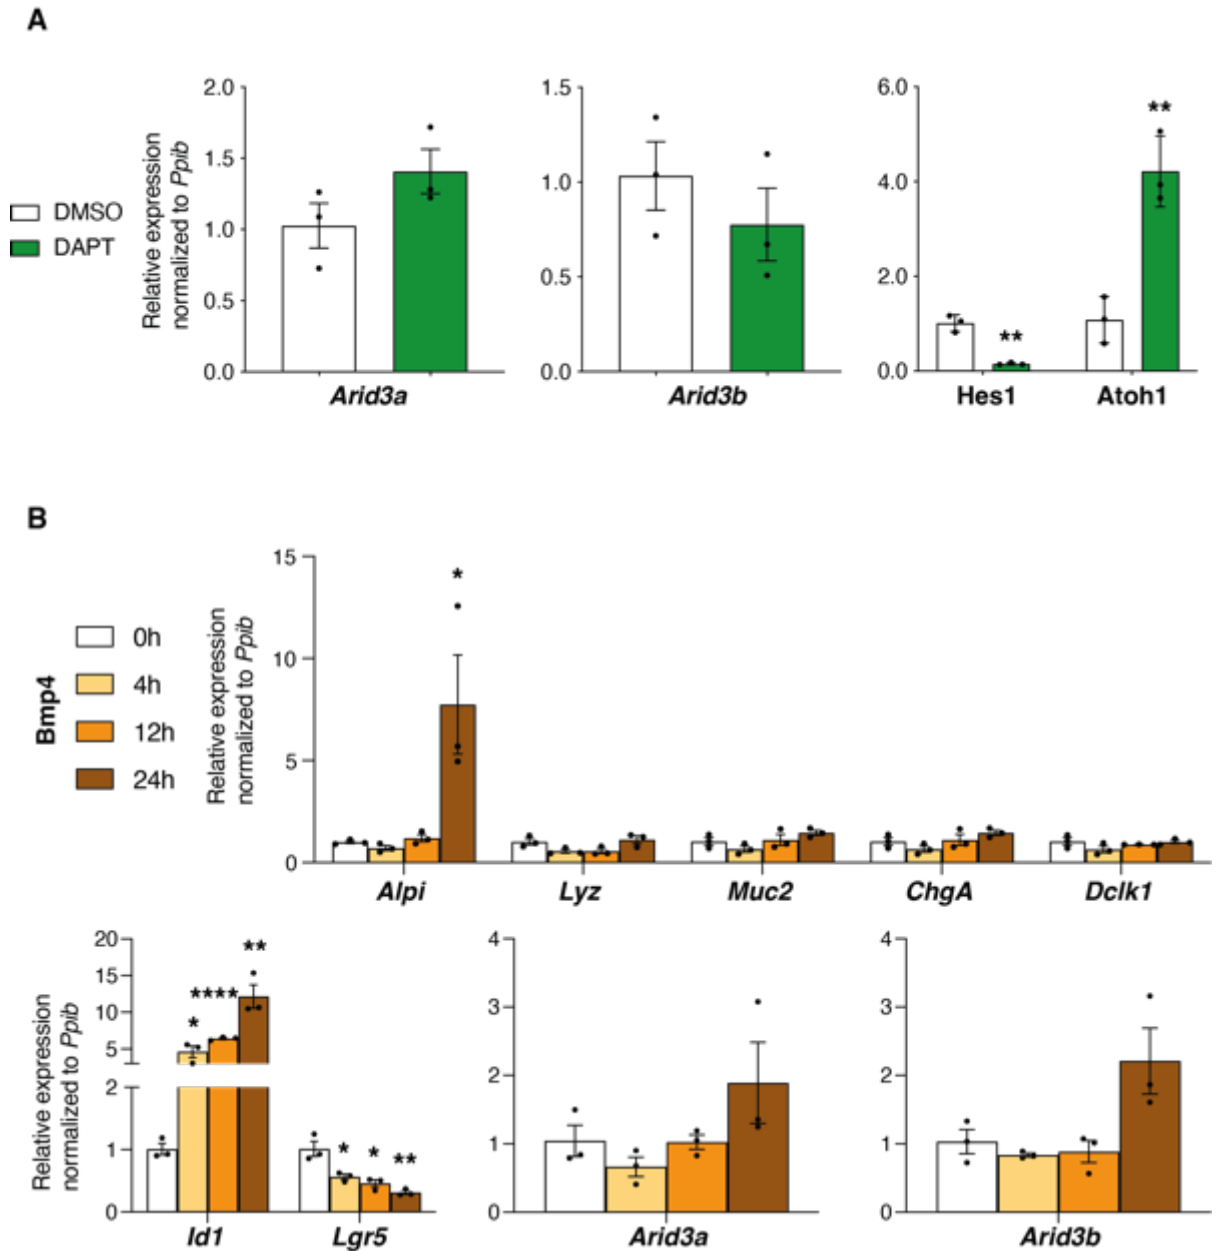 A
DMSO
DAPT
Relative expression
normalized to Ppib
2.0
1.5
1.0
0.5
0.0
Arid3a
1.5
1.0
0.5
0.0
Arid3b
6.0
4.0
2.0
0.0
**
**
Hes1
Atoh1
B
Bmp4
0h
4h
12h
24h
Relative expression
normalized to Ppib
15
10
5
0
*
Alpi
Lyz
Muc2
ChgA
Dclk1
Relative expression
normalized to Ppib
20
15
10
5
2
1
0
*
****
**
*
*
**
Id1
Lgr5
4
3
2
1
0
Arid3a
4
3
2
1
0
Arid3b